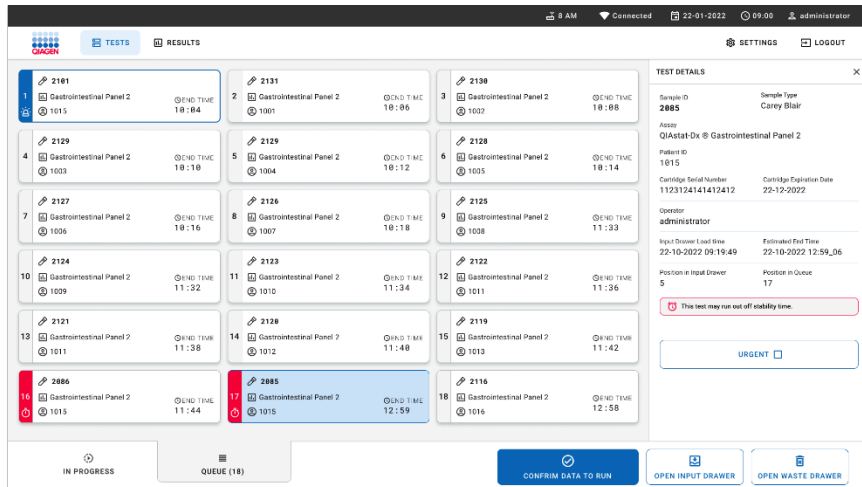 8 AM Connected 22-01-2022 09:00 administrator
QIAGEN TESTS RESULTS SETTINGS LOGOUT
1 2101 Gastrointestinal Panel 2 1015 END TIME 10:04
2 2131 Gastrointestinal Panel 2 1001 END TIME 10:06
3 2130 Gastrointestinal Panel 2 1002 END TIME 10:08
4 2129 Gastrointestinal Panel 2 1003 END TIME 10:10
5 2129 Gastrointestinal Panel 2 1004 END TIME 10:12
6 2128 Gastrointestinal Panel 2 1005 END TIME 10:14
7 2127 Gastrointestinal Panel 2 1006 END TIME 10:16
8 2126 Gastrointestinal Panel 2 1007 END TIME 10:18
9 2125 Gastrointestinal Panel 2 1008 END TIME 11:33
10 2124 Gastrointestinal Panel 2 1009 END TIME 11:32
11 2123 Gastrointestinal Panel 2 1010 END TIME 11:34
12 2122 Gastrointestinal Panel 2 1011 END TIME 11:36
13 2121 Gastrointestinal Panel 2 1011 END TIME 11:38
14 2120 Gastrointestinal Panel 2 1012 END TIME 11:40
15 2119 Gastrointestinal Panel 2 1013 END TIME 11:42
16 2086 Gastrointestinal Panel 2 1015 END TIME 11:44
17 2085 Gastrointestinal Panel 2 1015 END TIME 12:59
18 2116 Gastrointestinal Panel 2 1016 END TIME 12:58
TEST DETAILS
Sample ID Sample Type
2085 Carey Blair
Assay
QIAstat-Dx ® Gastrointestinal Panel 2
Patient ID
1015
Cartridge Serial Number Cartridge Expiration Date
1123124141412412 22-12-2022
Operator
administrator
Input Drawer Load time Estimated End Time
22-10-2022 09:19:49 22-10-2022 12:59_06
Position in Input Drawer Position in Queue
5 17
This test may run out off stability time.
URGENT
IN PROGRESS QUEUE (18) CONFRIM DATA TO RUN OPEN INPUT DRAWER OPEN WASTE DRAWER